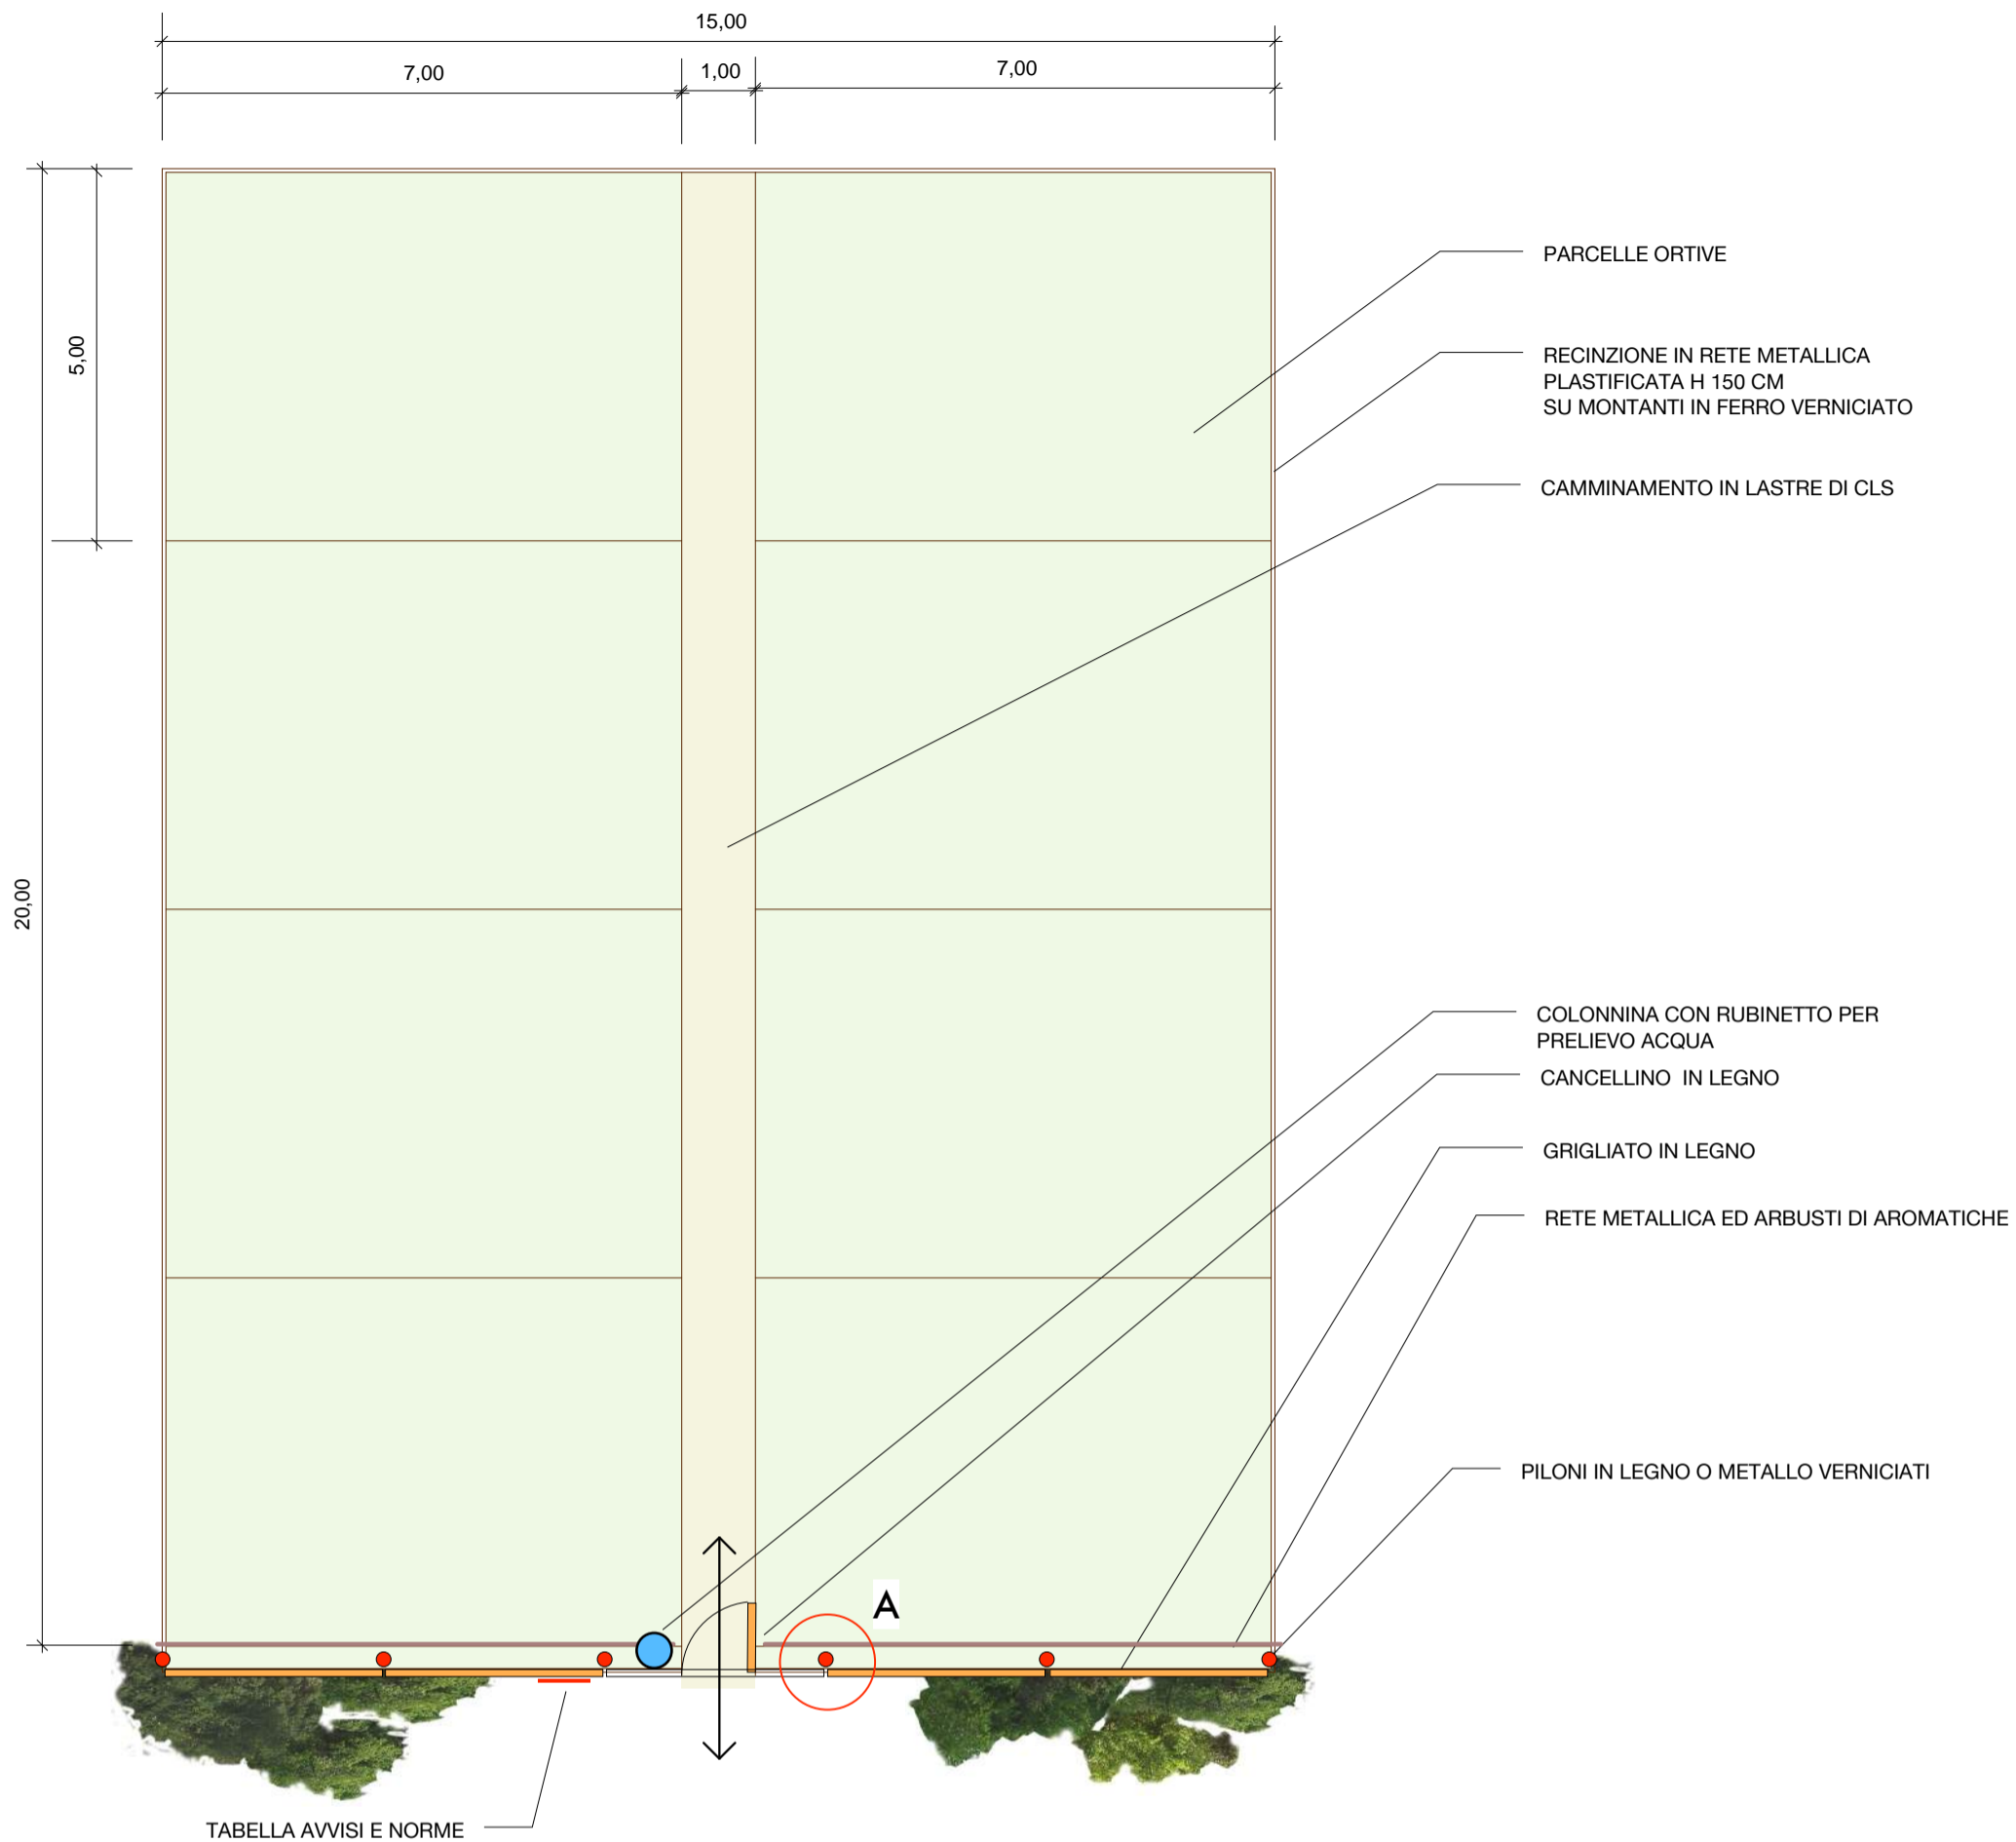 15,00
7,00
1,00
7,00
5,00
20,00
PARCELLE ORTIVE
RECINZIONE IN RETE METALLICA
PLASTIFICATA H 150 CM
SU MONTANTI IN FERRO VERNICIATO
CAMMINAMENTO IN LASTRE DI CLS
COLONNINA CON RUBINETTO PER
PRELIEVO ACQUA
CANCELLINO  IN LEGNO
GRIGLIATO IN LEGNO
RETE METALLICA ED ARBUSTI DI AROMATICHE
PILONI IN LEGNO O METALLO VERNICIATI
A
TABELLA AVVISI E NORME